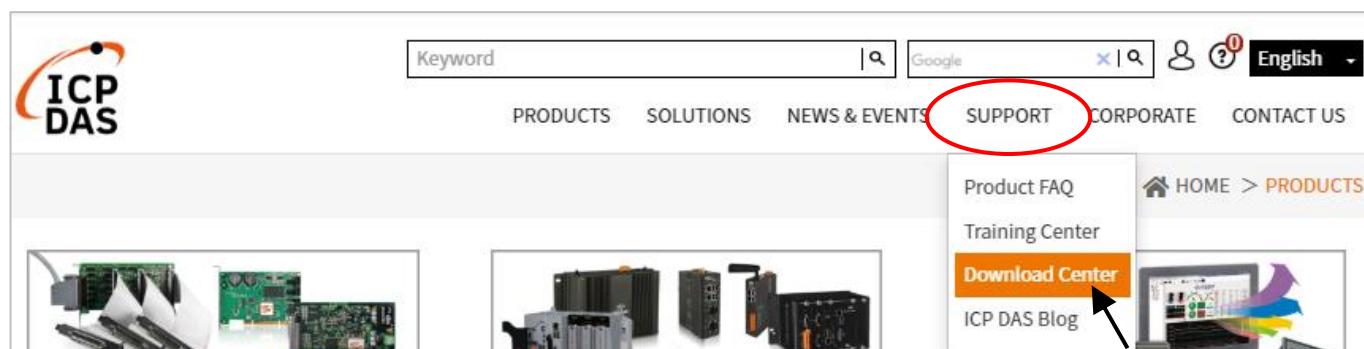 ICP
DAS
Keyword
Google
0
English
PRODUCTS SOLUTIONS NEWS & EVENTS SUPPORT CORPORATE CONTACT US
HOME > PRODUCTS
Product FAQ
Training Center
Download Center
ICP DAS Blog